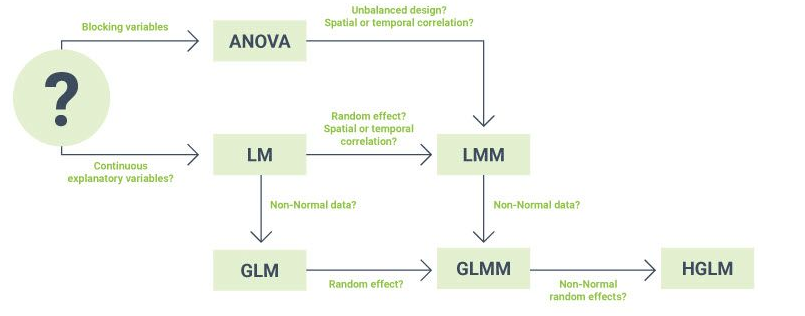 Unbalanced design?
Spatial or temporal correlation?
Blocking variables
ANOVA
?
Random effect?
Spatial or temporal
correlation?
LM
LMM
Continuous
explanatory variables?
Non-Normal data?
Non-Normal data?
GLM
GLMM
HGLM
Random effect?
Non-Normal
random effects?